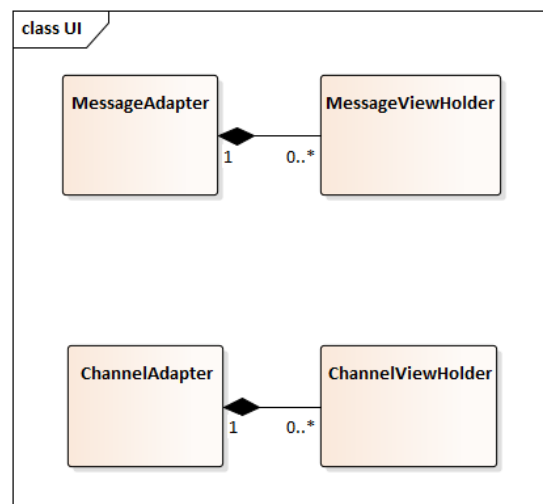 class UI
MessageAdapter
MessageViewHolder
1
0..*
ChannelAdapter
ChannelViewHolder
1
0..*